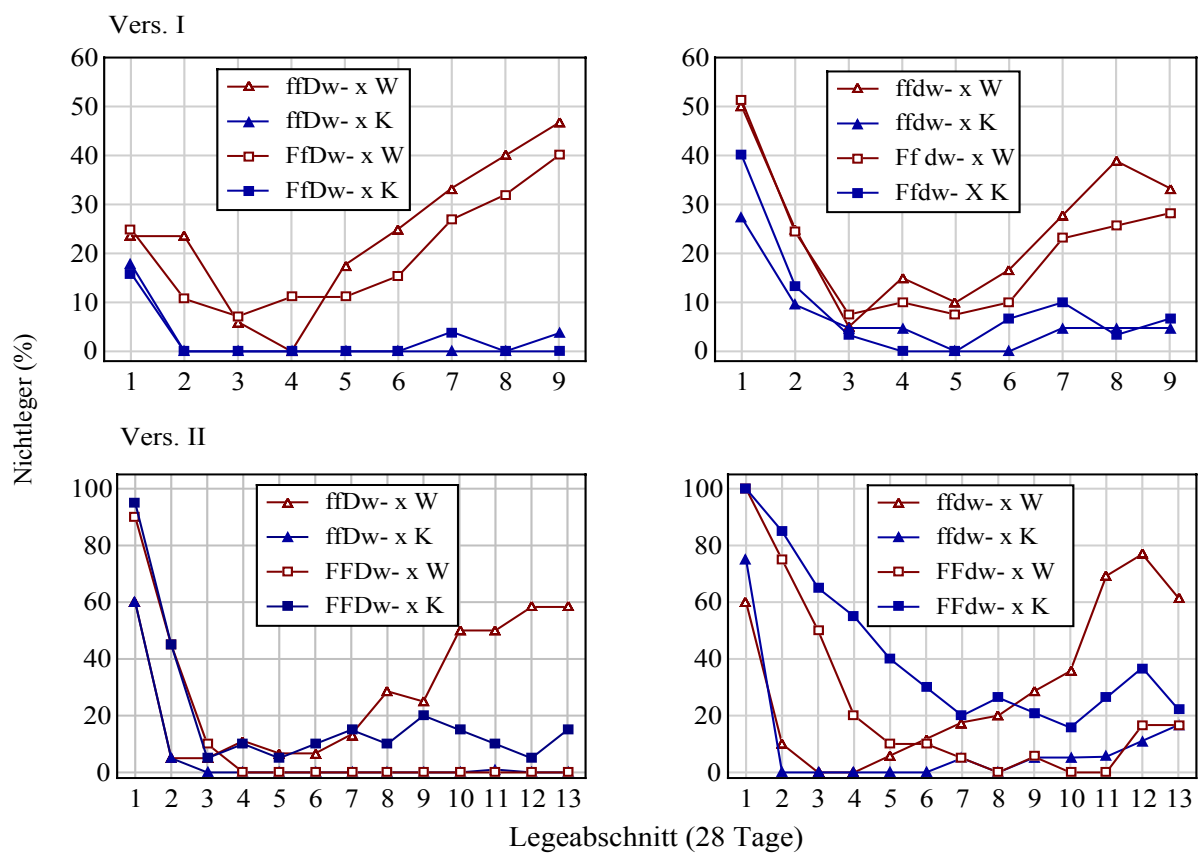 Vers. I
60
50
40
30
20
10
0
ffDw- x W
ffDw- x K
FfDw- x W
FfDw- x K
1 2 3 4 5 6 7 8 9
60
50
40
30
20
10
0
ffdw- x W
ffdw- x K
Ff dw- x W
Ffdw- X K
1 2 3 4 5 6 7 8 9
Nichtleger (%)
Vers. II
100
80
60
40
20
0
ffDw- x W
ffDw- x K
FFDw- x W
FFDw- x K
1 2 3 4 5 6 7 8 9 10 11 12 13
100
80
60
40
20
0
ffdw- x W
ffdw- x K
FFdw- x W
FFdw- x K
1 2 3 4 5 6 7 8 9 10 11 12 13
Legeabschnitt (28 Tage)